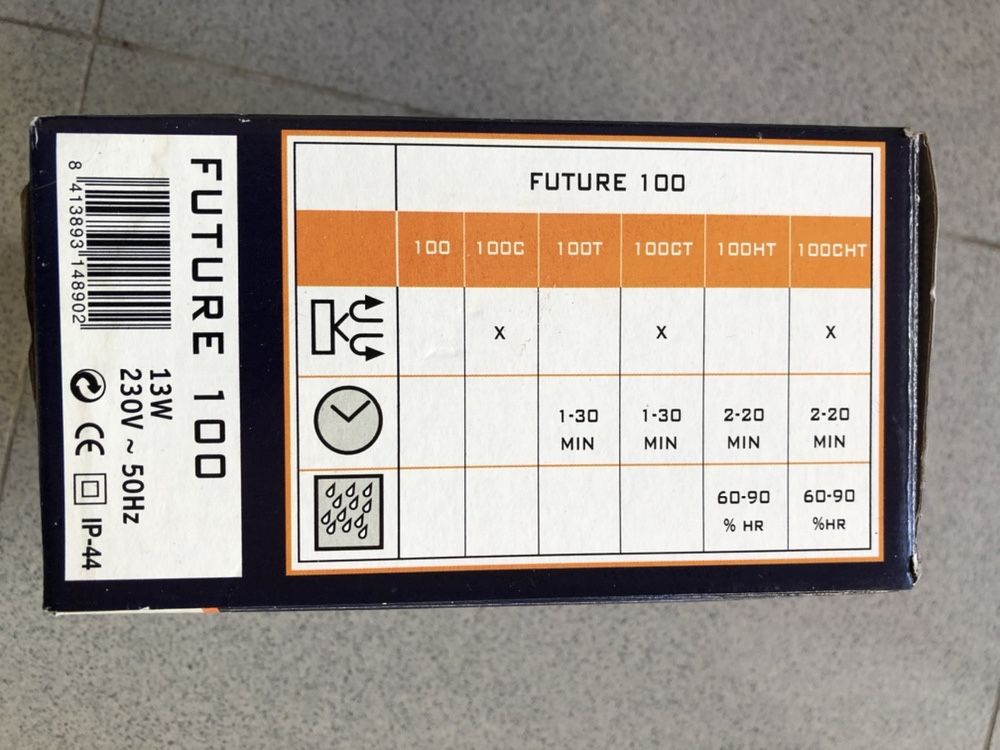 FUTURE 100
8 413893 148902
13W
230V ~ 50Hz
CE IP-44
FUTURE 100
100 100C 100T 100CT 100HT 100CHT
X X X
1-30 MIN 1-30 MIN 2-20 MIN 2-20 MIN
60-90 % HR 60-90 %HR